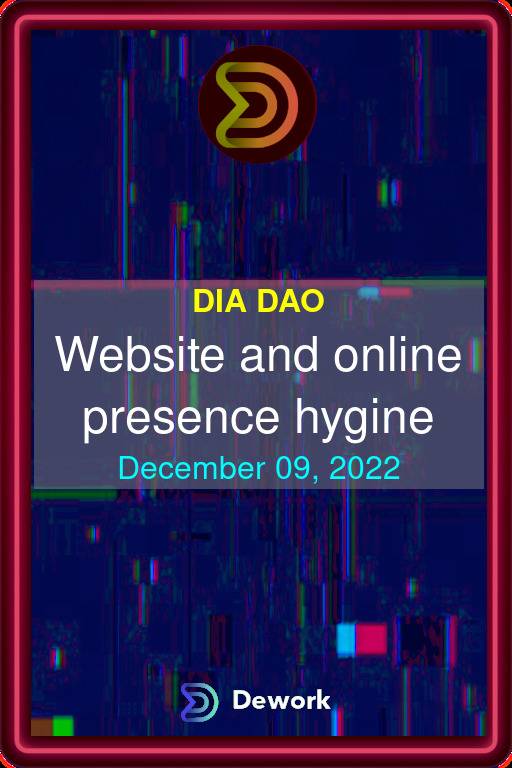 DIA DAO
Website and online
presence hygine
December 09, 2022
Dework